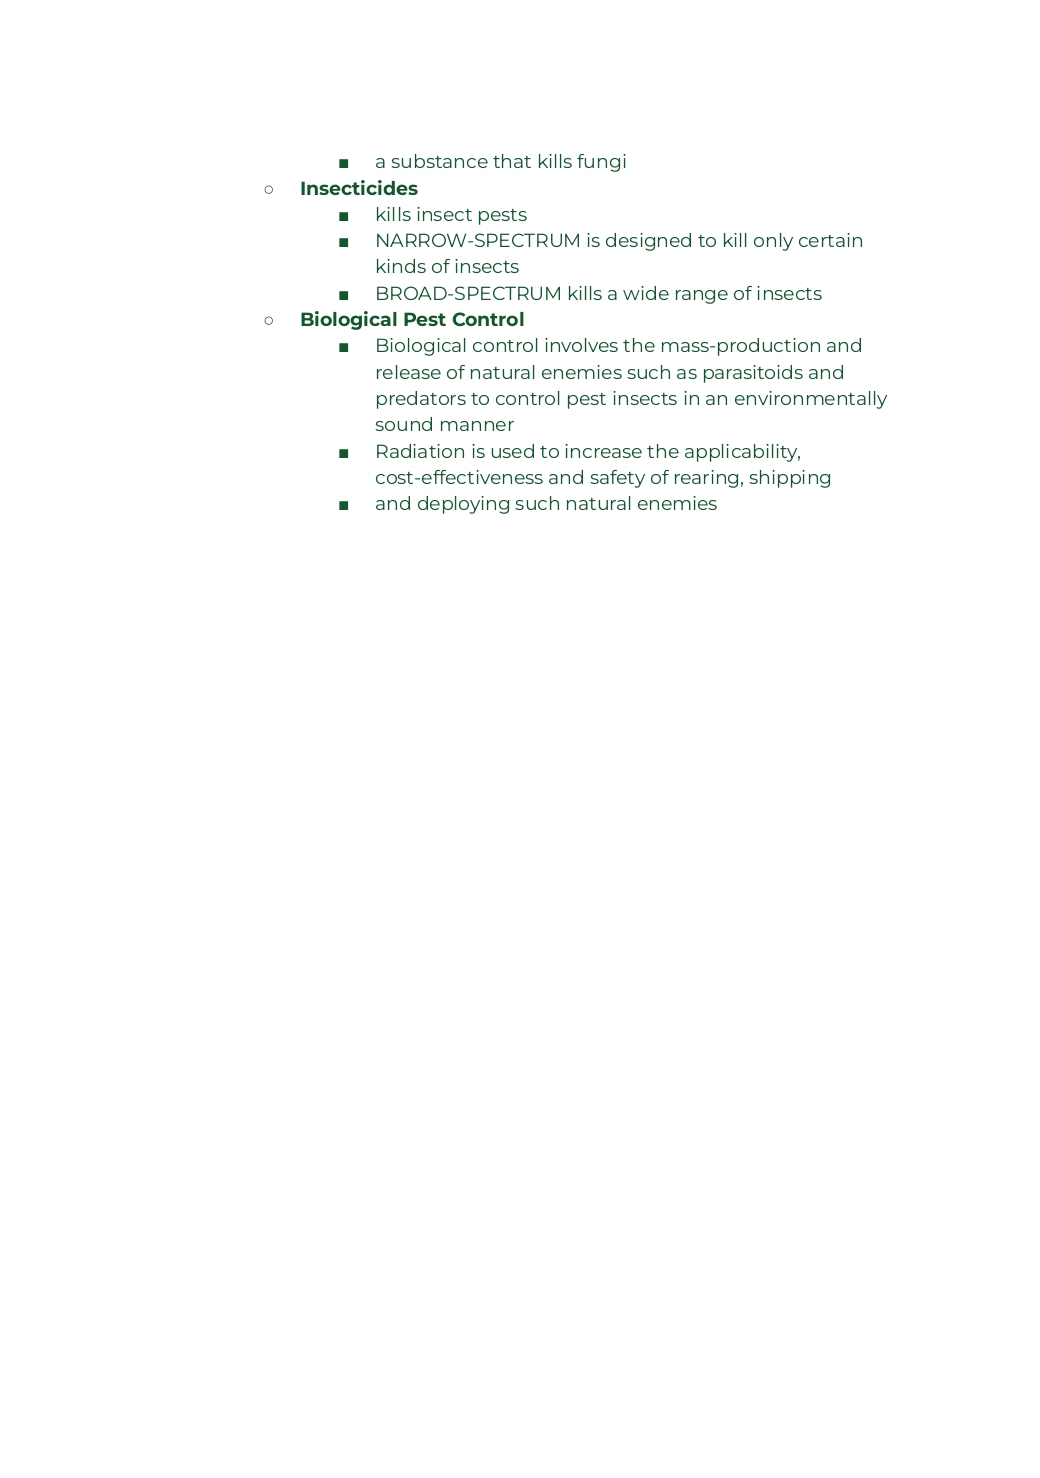 ■ a substance that kills fungi
○ Insecticides
■ kills insect pests
■ NARROW-SPECTRUM is designed to kill only certain
kinds of insects
■ BROAD-SPECTRUM kills a wide range of insects
○ Biological Pest Control
■ Biological control involves the mass-production and
release of natural enemies such as parasitoids and
predators to control pest insects in an environmentally
sound manner
■ Radiation is used to increase the applicability,
cost-effectiveness and safety of rearing, shipping
■ and deploying such natural enemies